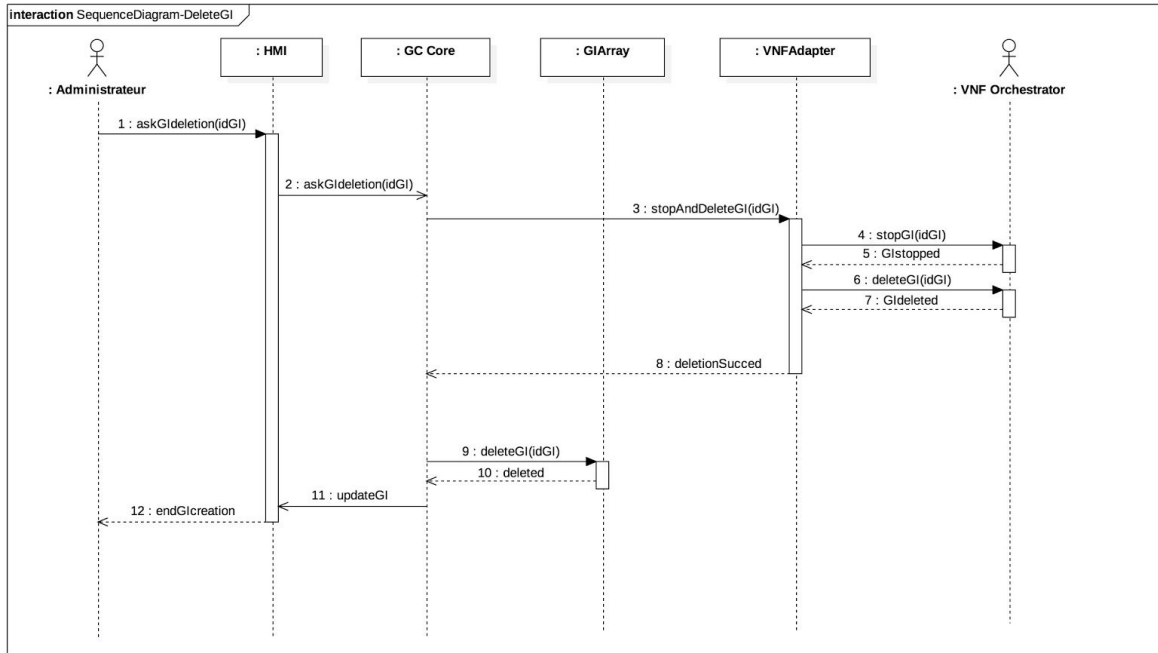 interaction SequenceDiagram-DeleteGI
: Administrateur
: HMI
: GC Core
: GIArray
: VNFAdapter
: VNF Orchestrator
1 : askGIdeletion(idGI)
2 : askGIdeletion(idGI)
3 : stopAndDeleteGI(idGI)
4 : stopGI(idGI)
5 : GIstopped
6 : deleteGI(idGI)
7 : GIdeleted
8 : deletionSucced
9 : deleteGI(idGI)
10 : deleted
11 : updateGI
12 : endGIcreation